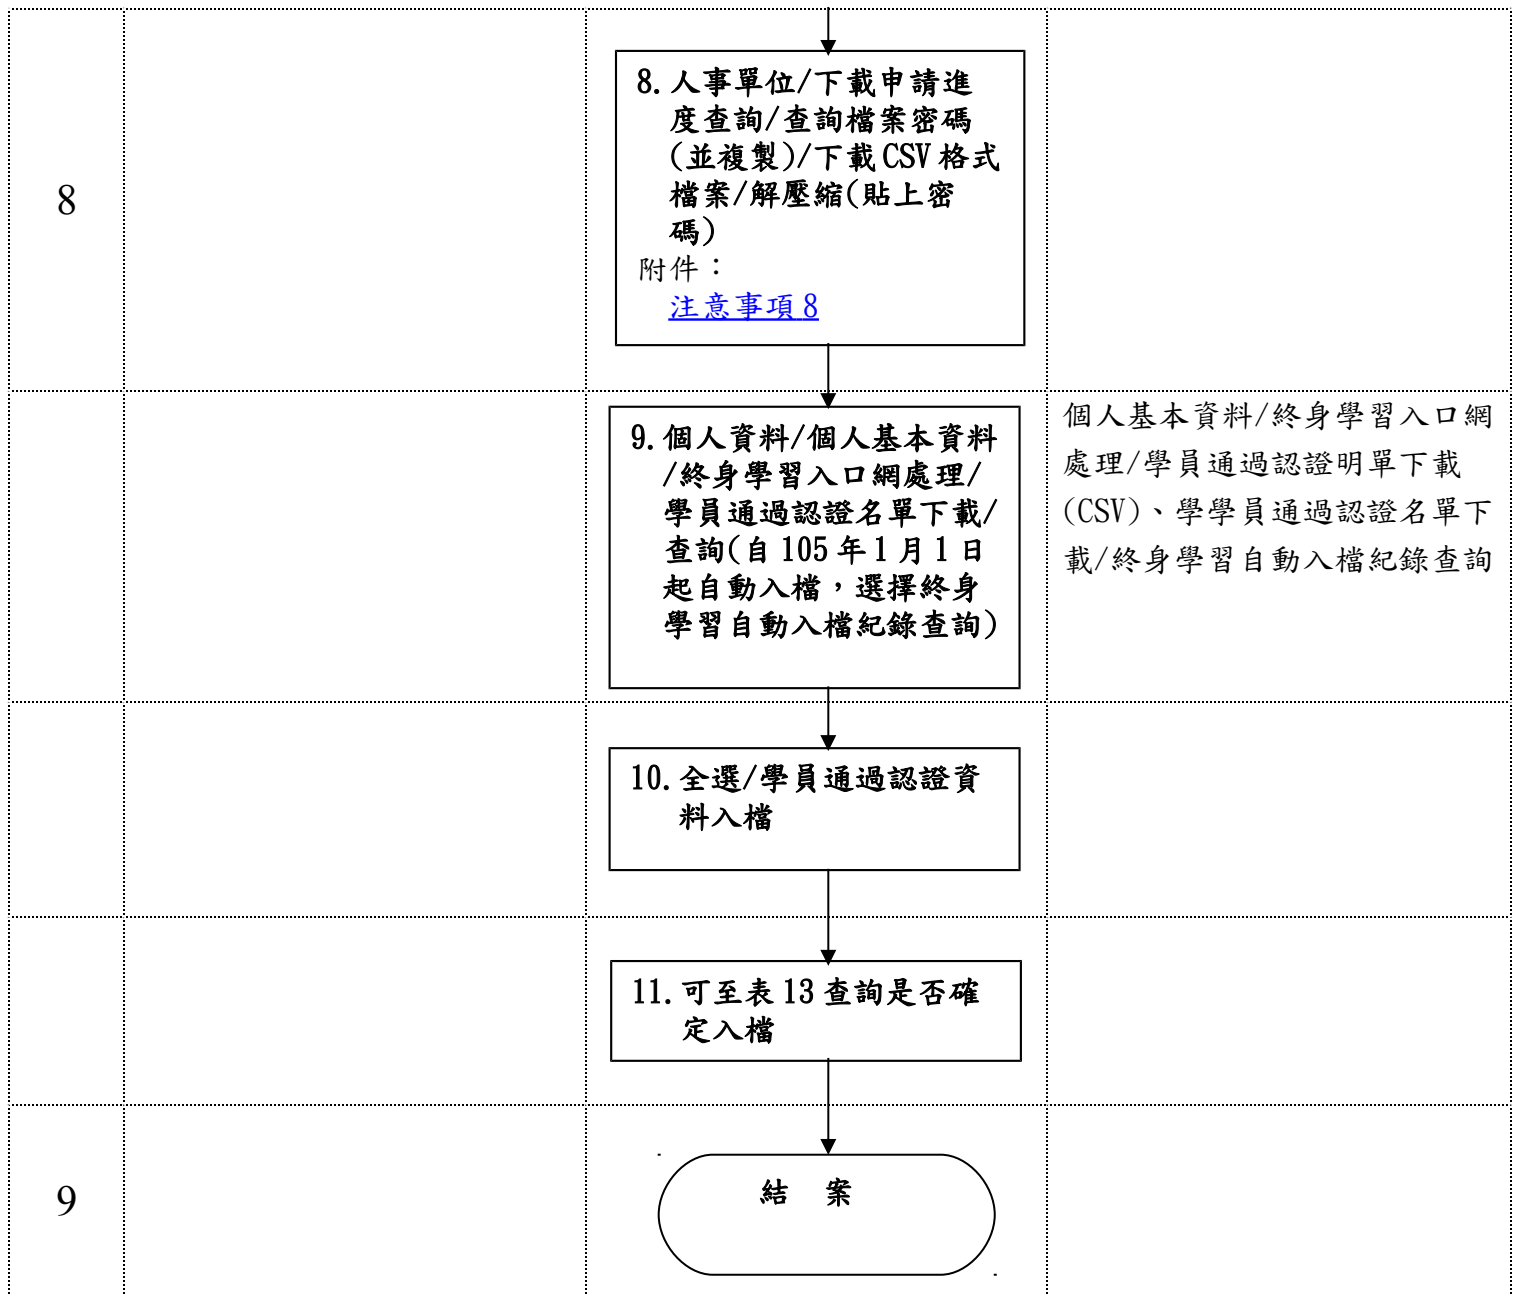 8
8.人事單位/下載申請進
度查詢/查詢檔案密碼
(並複製)/下載CSV格式
檔案/解壓縮(貼上密
碼)
附件：
注意事項8
9.個人資料/個人基本資料
/終身學習入口網處理/
學員通過認證名單下載/
查詢(自105年1月1日
起自動入檔，選擇終身
學習自動入檔紀錄查詢)
個人基本資料/終身學習入口網
處理/學員通過認證明單下載
(CSV)、學學員通過認證名單下
載/終身學習自動入檔紀錄查詢
10.全選/學員通過認證資
料入檔
11.可至表13查詢是否確
定入檔
9
結 案